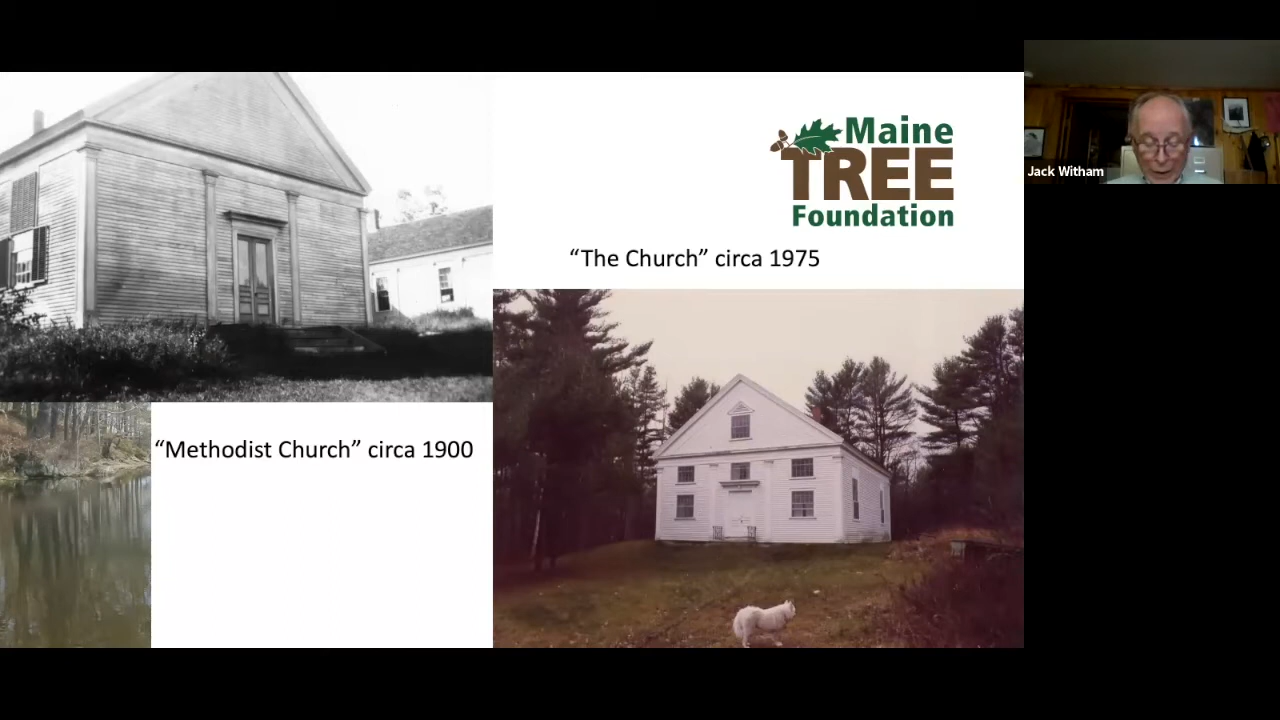 Maine
TREE
Foundation
Jack Witham
“The Church” circa 1975
“Methodist Church” circa 1900